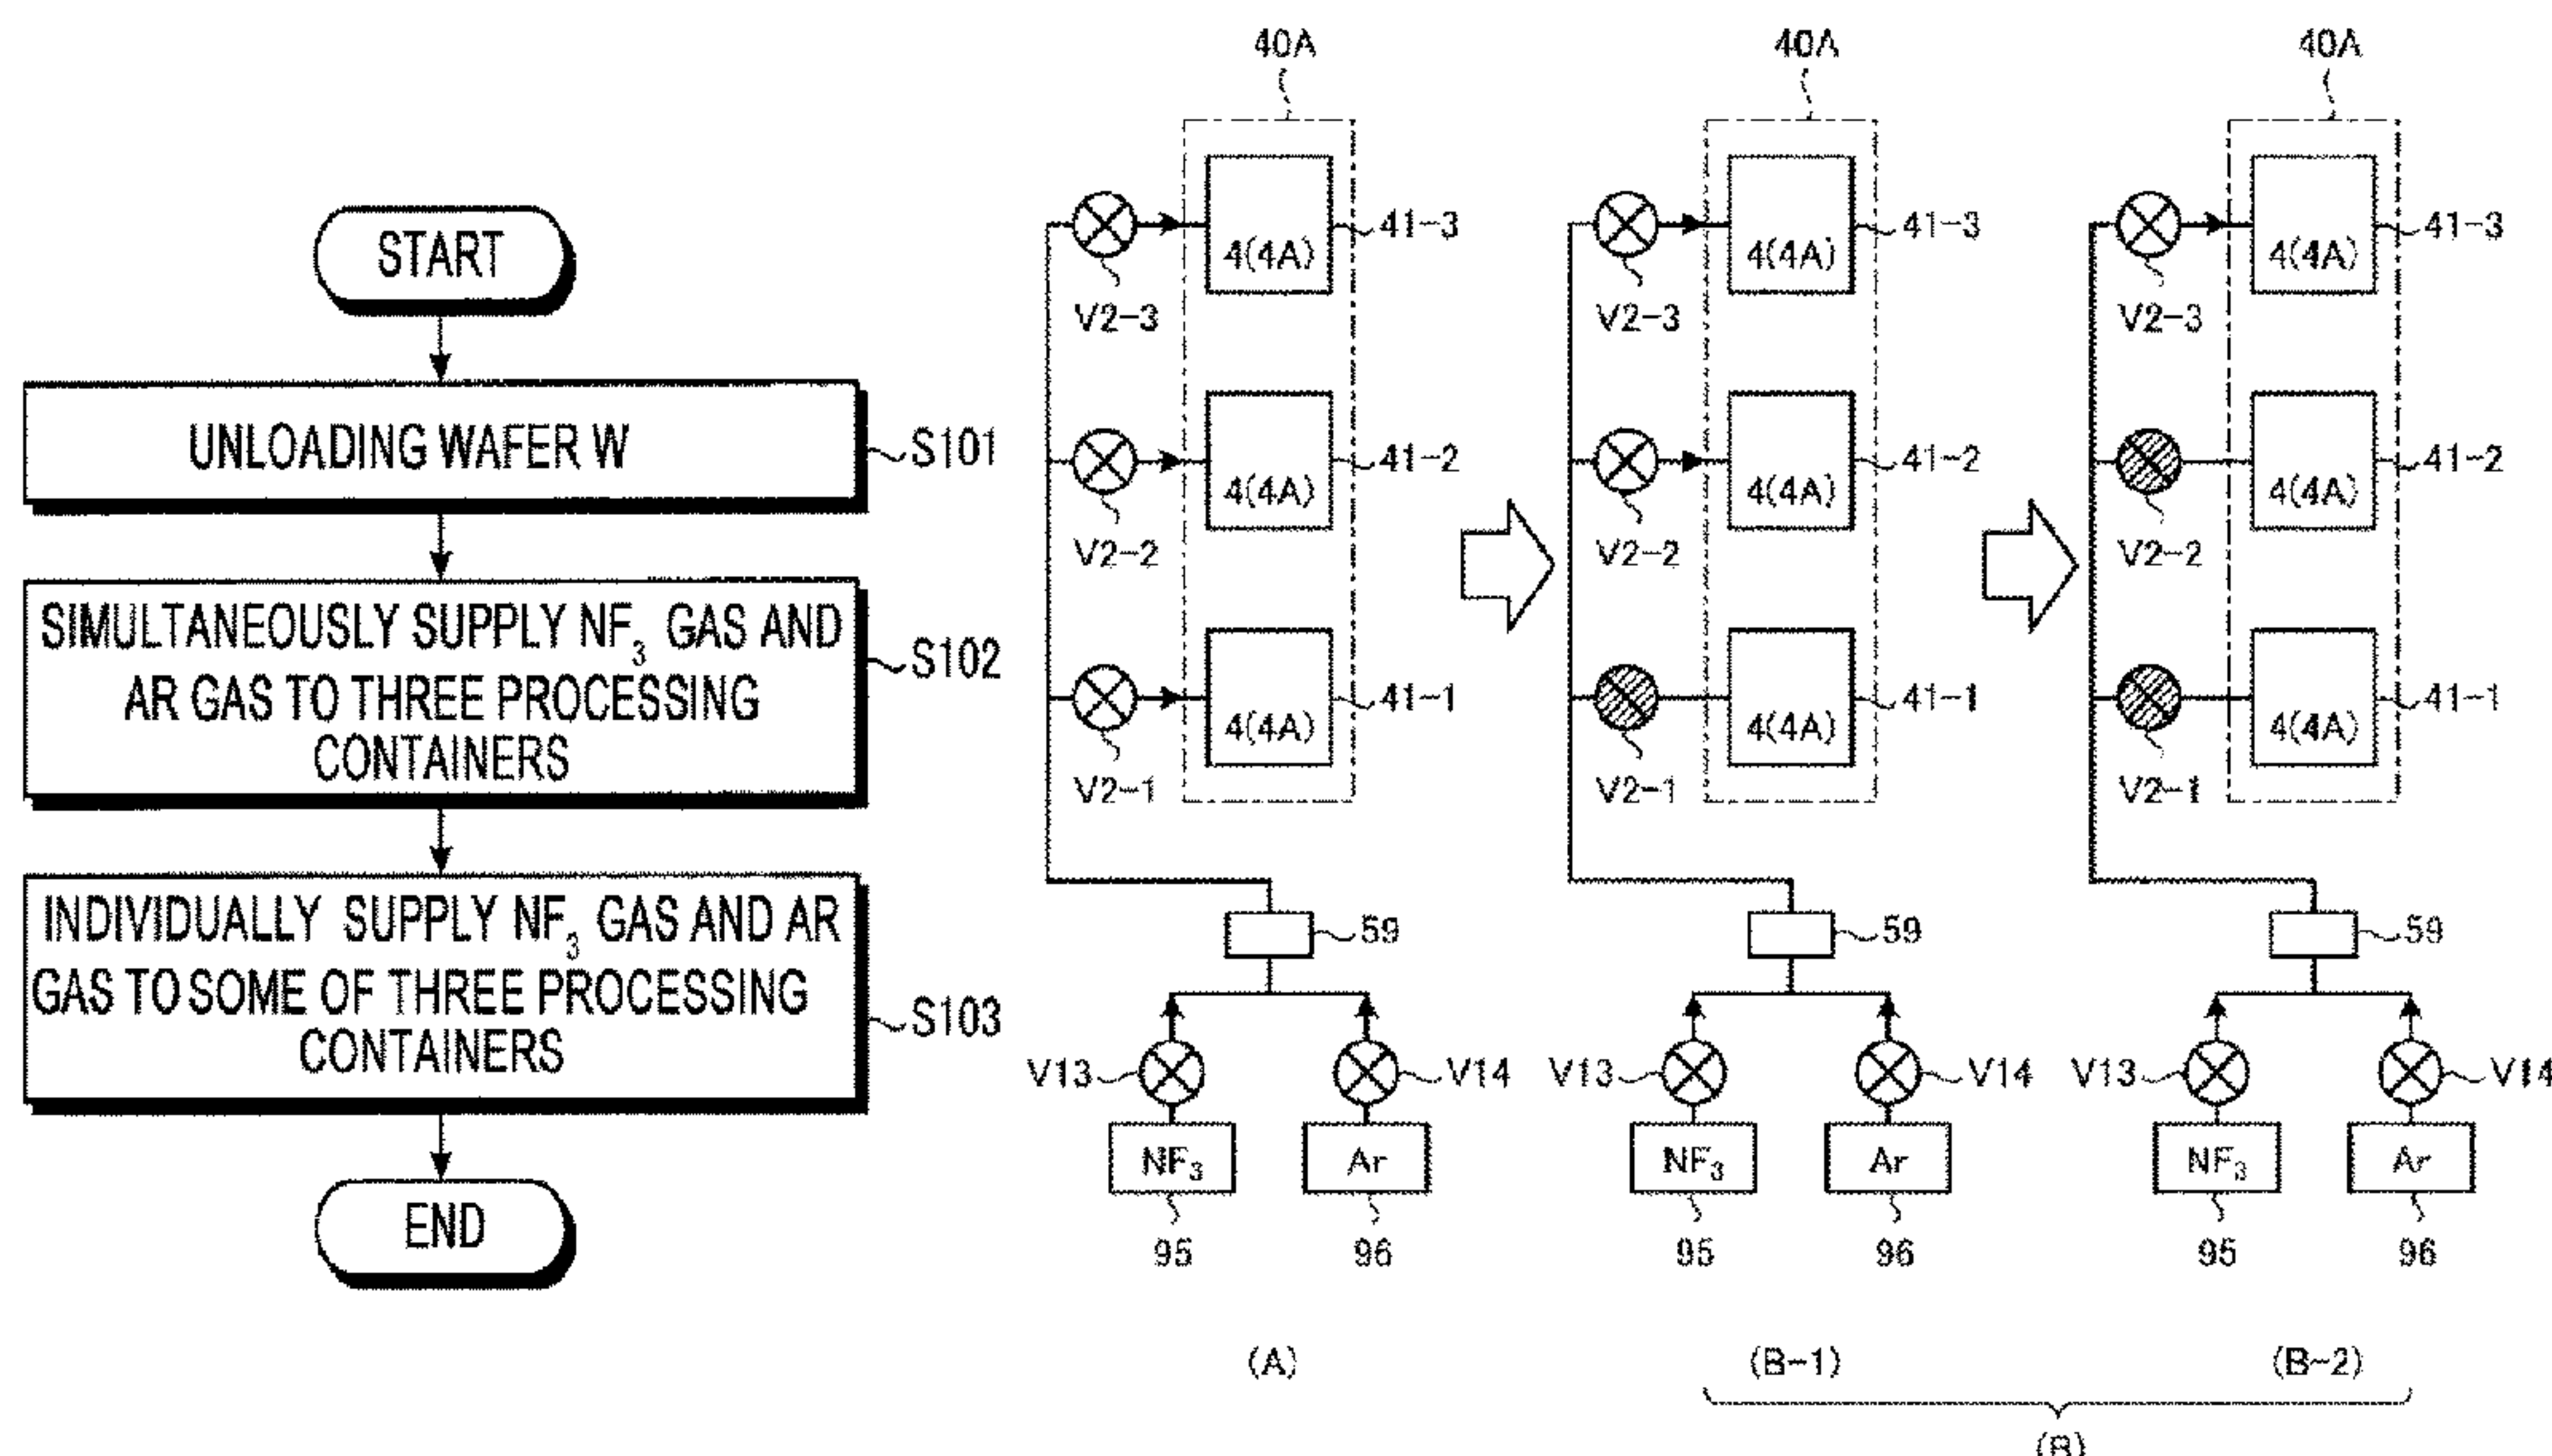 START
UNLOADING WAFER W
S101
SIMULTANEOUSLY SUPPLY NF₃ GAS AND
AR GAS TO THREE PROCESSING
CONTAINERS
S102
INDIVIDUALLY SUPPLY NF₃ GAS AND AR
GAS TO SOME OF THREE PROCESSING
CONTAINERS
S103
END
40A
4(4A)
41-3
V2-3
4(4A)
41-2
V2-2
4(4A)
41-1
V2-1
59
V13
V14
NF₃
Ar
95
96
(A)
40A
4(4A)
41-3
V2-3
4(4A)
41-2
V2-2
4(4A)
41-1
V2-1
59
V13
V14
NF₃
Ar
95
96
(B-1)
40A
4(4A)
41-3
V2-3
4(4A)
41-2
V2-2
4(4A)
41-1
V2-1
59
V13
V14
NF₃
Ar
95
96
(B-2)
(B)